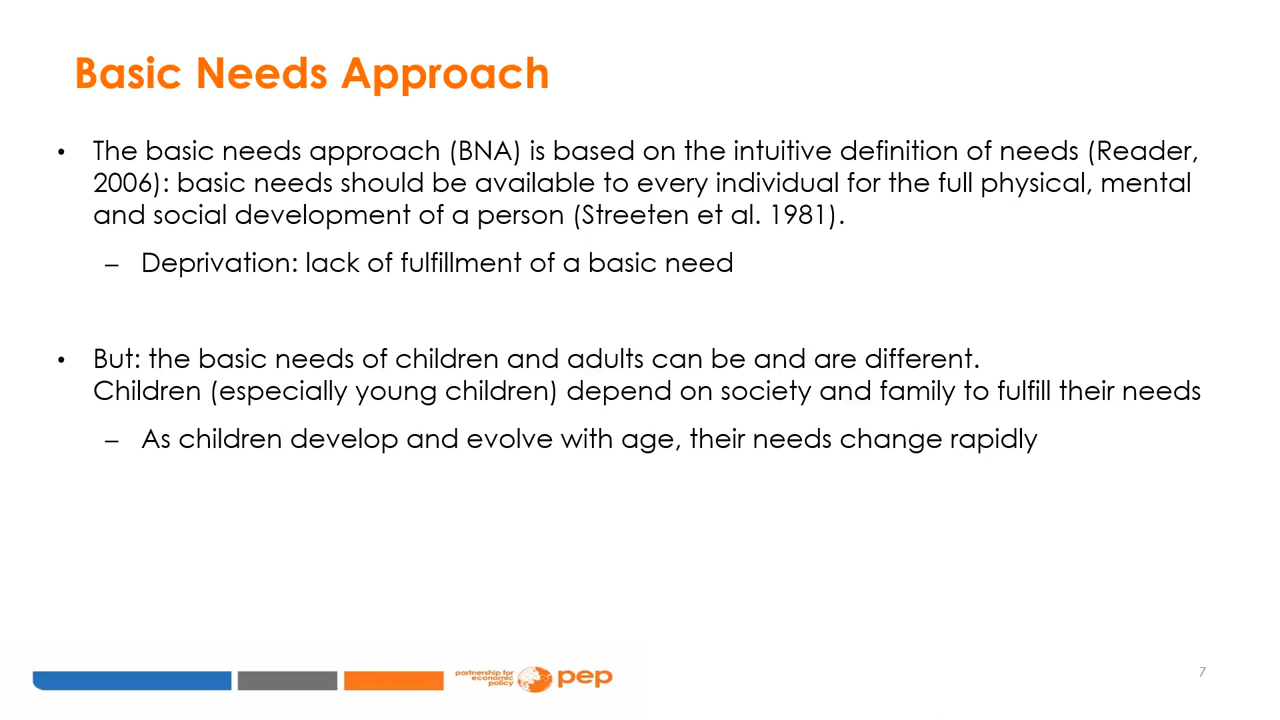 Basic Needs Approach
• The basic needs approach (BNA) is based on the intuitive definition of needs (Reader,
2006): basic needs should be available to every individual for the full physical, mental
and social development of a person (Streeten et al. 1981).
– Deprivation: lack of fulfillment of a basic need
• But: the basic needs of children and adults can be and are different.
Children (especially young children) depend on society and family to fulfill their needs
– As children develop and evolve with age, their needs change rapidly
partnership for
economic
policy
pep
7